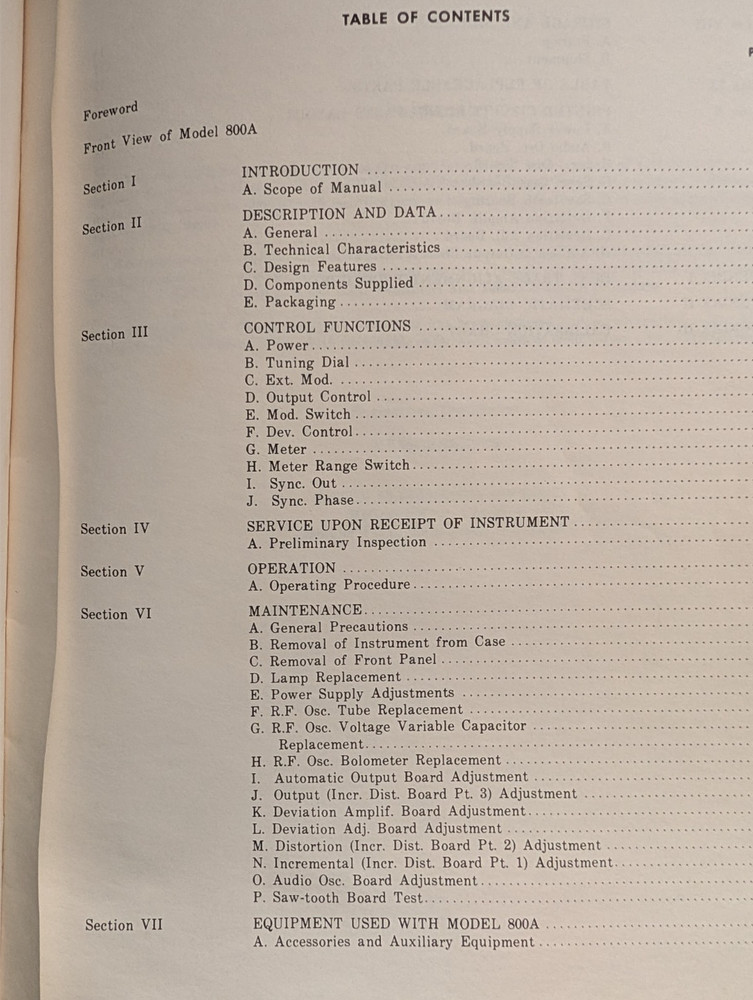 TABLE OF CONTENTS
Foreword
Front View of Model 800A
Section I INTRODUCTION
A. Scope of Manual
Section II DESCRIPTION AND DATA
A. General
B. Technical Characteristics
C. Design Features
D. Components Supplied
E. Packaging
Section III CONTROL FUNCTIONS
A. Power
B. Tuning Dial
C. Ext. Mod.
D. Output Control
E. Mod. Switch
F. Dev. Control
G. Meter
H. Meter Range Switch
I. Sync. Out
J. Sync. Phase
Section IV SERVICE UPON RECEIPT OF INSTRUMENT
A. Preliminary Inspection
Section V OPERATION
A. Operating Procedure
Section VI MAINTENANCE
A. General Precautions
B. Removal of Instrument from Case
C. Removal of Front Panel
D. Lamp Replacement
E. Power Supply Adjustments
F. R.F. Osc. Tube Replacement
G. R.F. Osc. Voltage Variable Capacitor
Replacement
H. R.F. Osc. Bolometer Replacement
I. Automatic Output Board Adjustment
J. Output (Incr. Dist. Board Pt. 3) Adjustment
K. Deviation Amplif. Board Adjustment
L. Deviation Adj. Board Adjustment
M. Distortion (Incr. Dist. Board Pt. 2) Adjustment
N. Incremental (Incr. Dist. Board Pt. 1) Adjustment
O. Audio Osc. Board Adjustment
P. Saw-tooth Board Test
Section VII EQUIPMENT USED WITH MODEL 800A
A. Accessories and Auxiliary Equipment